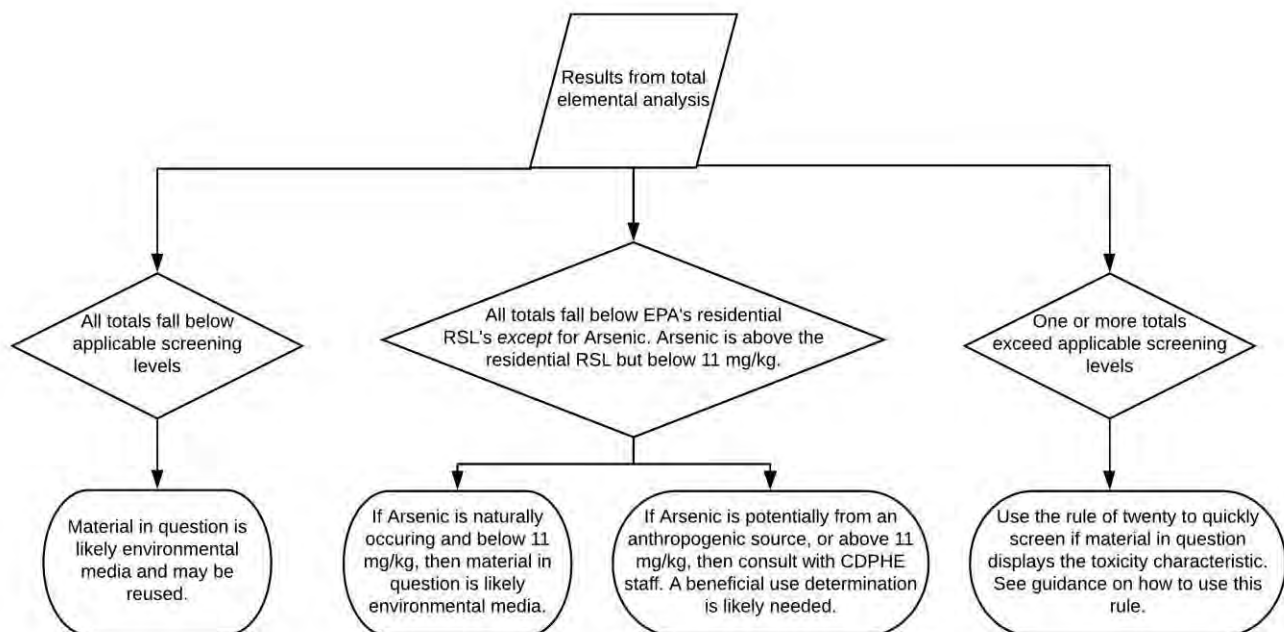 Results from total
elemental analysis
All totals fall below
applicable screening
levels
All totals fall below EPA's residential
RSL's except for Arsenic. Arsenic is above the
residential RSL but below 11 mg/kg.
One or more totals
exceed applicable screening
levels
Material in question is
likely environmental
media and may be
reused.
If Arsenic is naturally
occuring and below 11
mg/kg, then material in
question is likely
environmental media.
If Arsenic is potentially from an
anthropogenic source, or above 11
mg/kg, then consult with CDPHE
staff. A beneficial use determination
is likely needed.
Use the rule of twenty to quickly
screen if material in question
displays the toxicity characteristic.
See guidance on how to use this
rule.